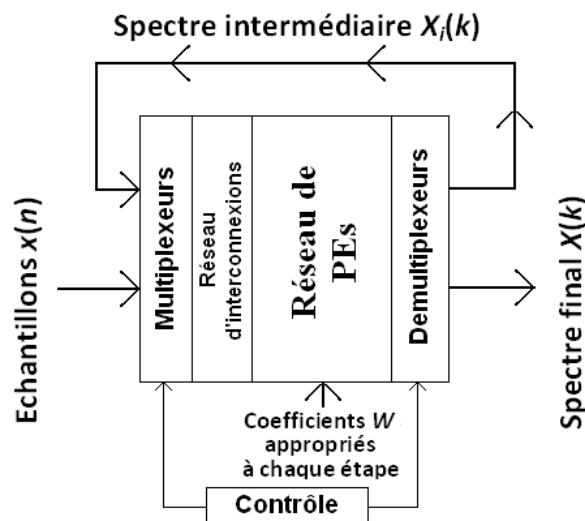 Spectre intermédiaire Xi(k)
Echantillons x(n)
Multiplexeurs
Réseau
d'interconnexions
Réseau de
PEs
Demultiplexeurs
Spectre final X(k)
Coefficients W
appropriés
à chaque étape
Contrôle